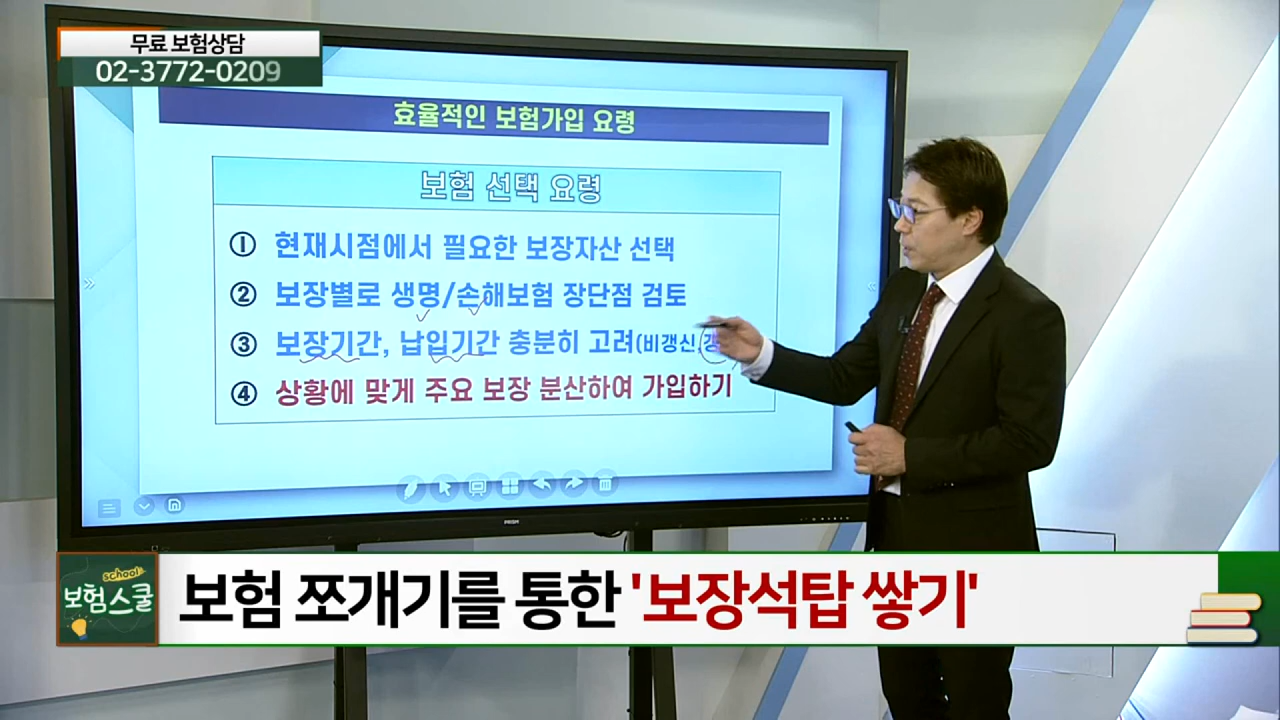 무료 보험상담
02-3772-0209
효율적인 보험가입 요령
보험 선택 요령
① 현재시점에서 필요한 보장자산 선택
② 보장별로 생명/손해보험 장단점 검토
③ 보장기간, 납입기간 충분히 고려(비갱신,
④ 상황에 맞게 주요 보장 분산하여 가입하기
PRISM
school
보험스쿨
보험 쪼개기를 통한 '보장석탑 쌓기'